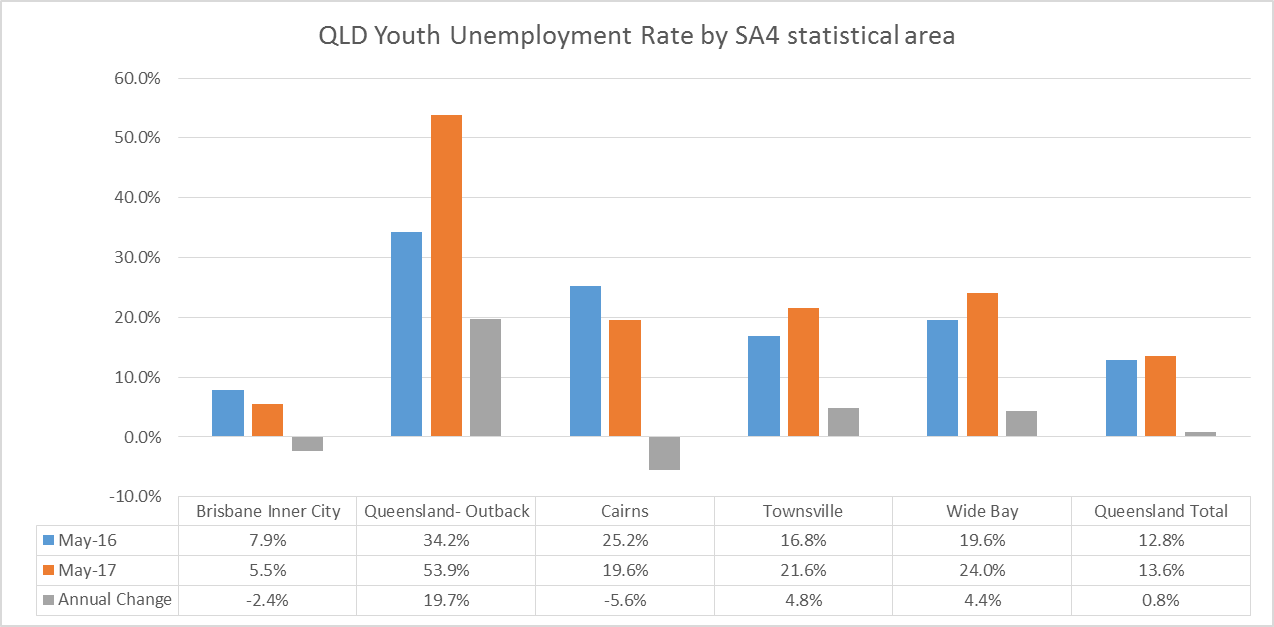 QLD Youth Unemployment Rate by SA4 statistical area
60.0%
50.0%
40.0%
30.0%
20.0%
10.0%
0.0%
-10.0%
Brisbane Inner City Queensland- Outback Cairns Townsville Wide Bay Queensland Total
May-16 7.9% 34.2% 25.2% 16.8% 19.6% 12.8%
May-17 5.5% 53.9% 19.6% 21.6% 24.0% 13.6%
Annual Change -2.4% 19.7% -5.6% 4.8% 4.4% 0.8%